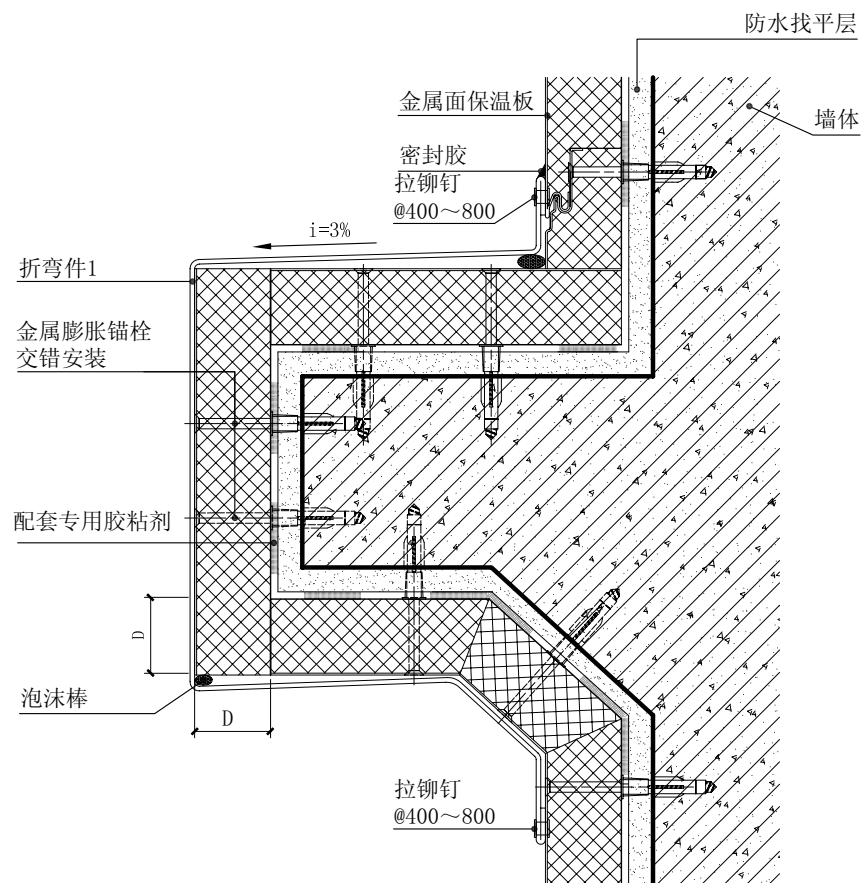 防水找平层
金属面保温板
墙体
密封胶
拉铆钉
@400～800
i=3%
折弯件1
金属膨胀锚栓
交错安装
配套专用胶粘剂
D
泡沫棒
D
拉铆钉
@400～800